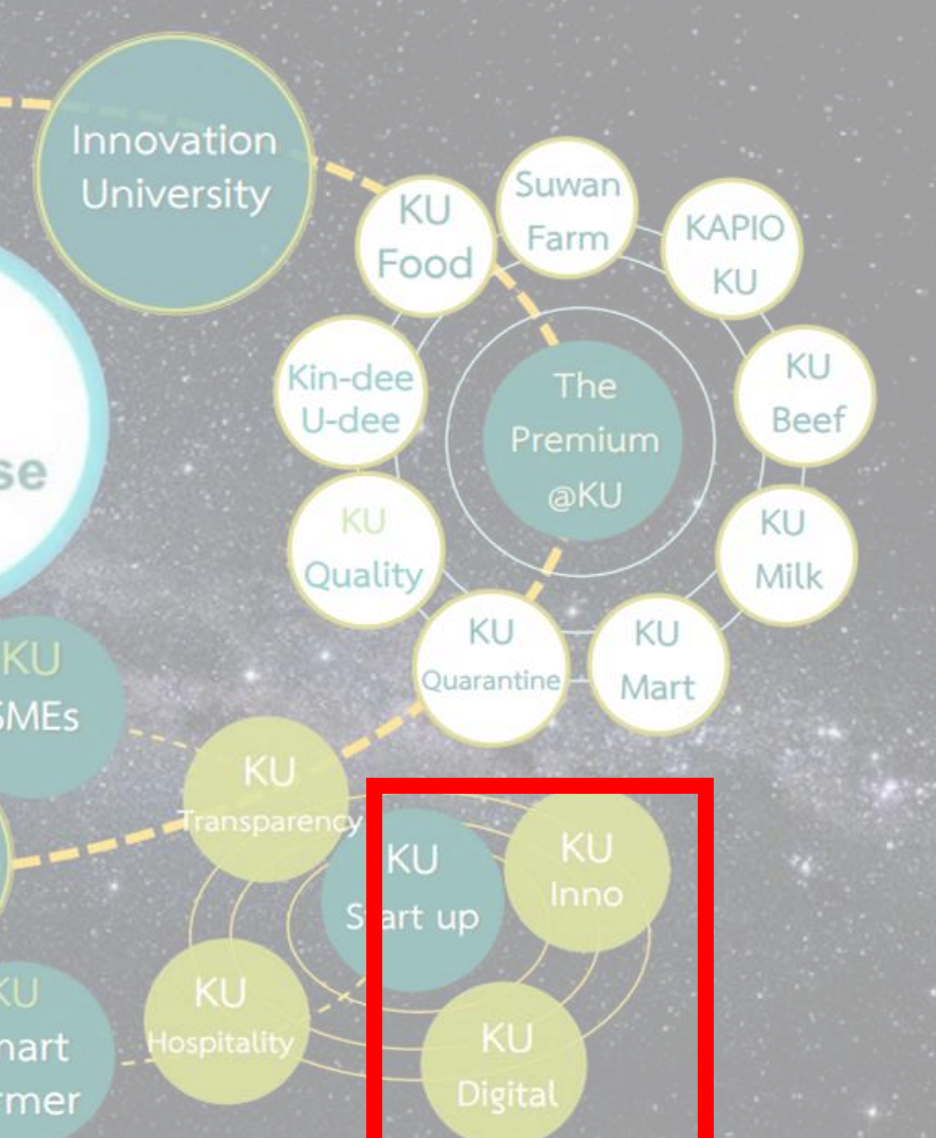 Innovation
University
KU
Food
Suwan
Farm
KAPIO
KU
Kin-dee
U-dee
The
Premium
@KU
KU
Beef
se
KU
Quality
KU
Milk
KU
Quarantine
KU
Mart
KU
SMEs
KU
Transparency
KU
Start up
KU
Inno
KU
Hospitality
KU
Digital
KU
mart
rmer